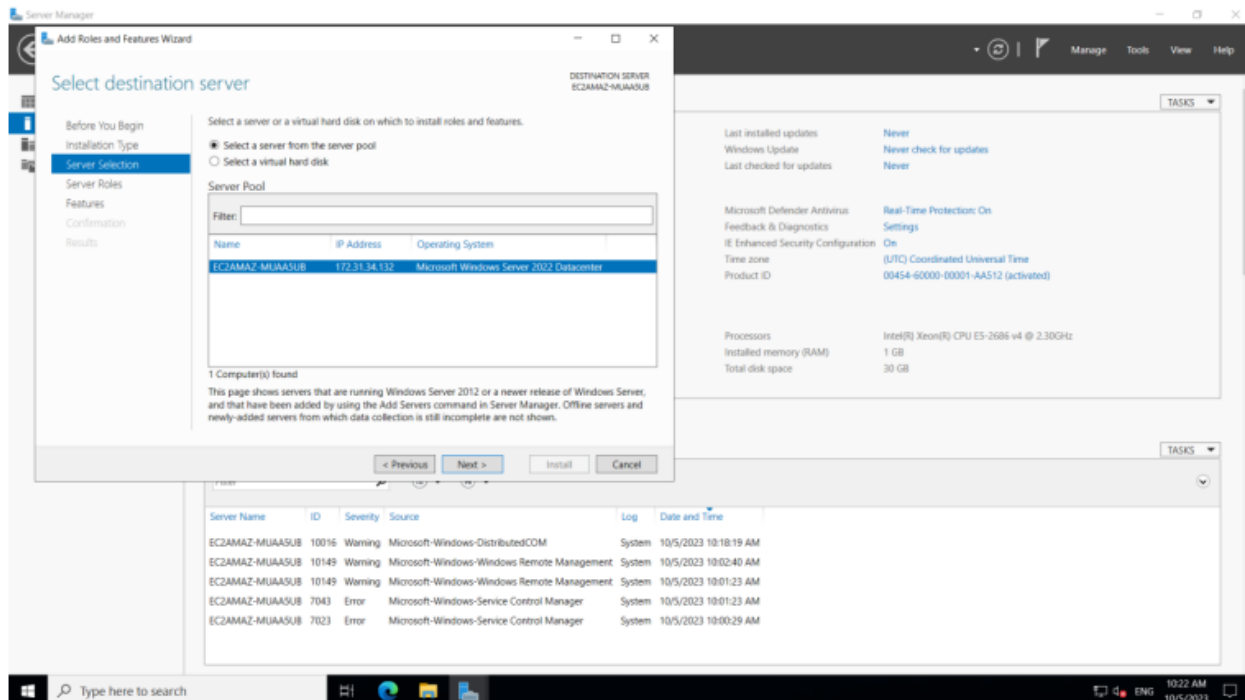 Server Manager
Add Roles and Features Wizard
Manage Tools View Help
Select destination server
DESTINATION SERVER
EC2AMAZ-MUAA5UB
TASKS
Before You Begin
Installation Type
Server Selection
Server Roles
Features
Confirmation
Results
Select a server or a virtual hard disk on which to install roles and features.
Select a server from the server pool
Select a virtual hard disk
Server Pool
Filter:
Name IP Address Operating System
EC2AMAZ-MUAA5UB 172.31.34.132 Microsoft Windows Server 2022 Datacenter
1 Computer(s) found
This page shows servers that are running Windows Server 2012 or a newer release of Windows Server,
and that have been added by using the Add Servers command in Server Manager. Offline servers and
newly-added servers from which data collection is still incomplete are not shown.
< Previous Next > Install Cancel
Last installed updates Never
Windows Update Never check for updates
Last checked for updates Never
Microsoft Defender Antivirus Real-Time Protection: On
Feedback & Diagnostics Settings
IE Enhanced Security Configuration On
Time zone (UTC) Coordinated Universal Time
Product ID 00454-60000-00001-AA512 (activated)
Processors Intel(R) Xeon(R) CPU E5-2686 v4 @ 2.30GHz
Installed memory (RAM) 1 GB
Total disk space 30 GB
TASKS
Filter
Server Name ID Severity Source Log Date and Time
EC2AMAZ-MUAA5UB 10016 Warning Microsoft-Windows-DistributedCOM System 10/5/2023 10:18:19 AM
EC2AMAZ-MUAA5UB 10149 Warning Microsoft-Windows-Windows Remote Management System 10/5/2023 10:02:40 AM
EC2AMAZ-MUAA5UB 10149 Warning Microsoft-Windows-Windows Remote Management System 10/5/2023 10:01:23 AM
EC2AMAZ-MUAA5UB 7043 Error Microsoft-Windows-Service Control Manager System 10/5/2023 10:01:23 AM
EC2AMAZ-MUAA5UB 7023 Error Microsoft-Windows-Service Control Manager System 10/5/2023 10:00:29 AM
Type here to search
ENG
10:22 AM
10/5/2023